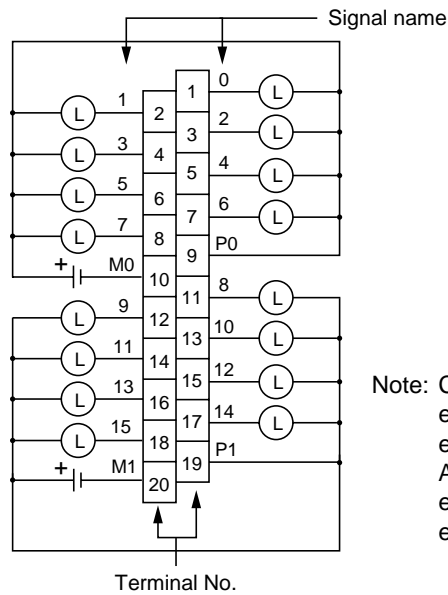 Signal name
0
1 L 1 L
2 2
L 3 3 L
4 4
L 5 5 L
6 6
L 7 7 L
8 P0
+ M0 9
10 8
L 9 11 L
12 10
L 11 13 L
14 12
L 13 15 L
16 14
L 15 17 L
18 P1
+ M1 19
20
Terminal No.
Note: